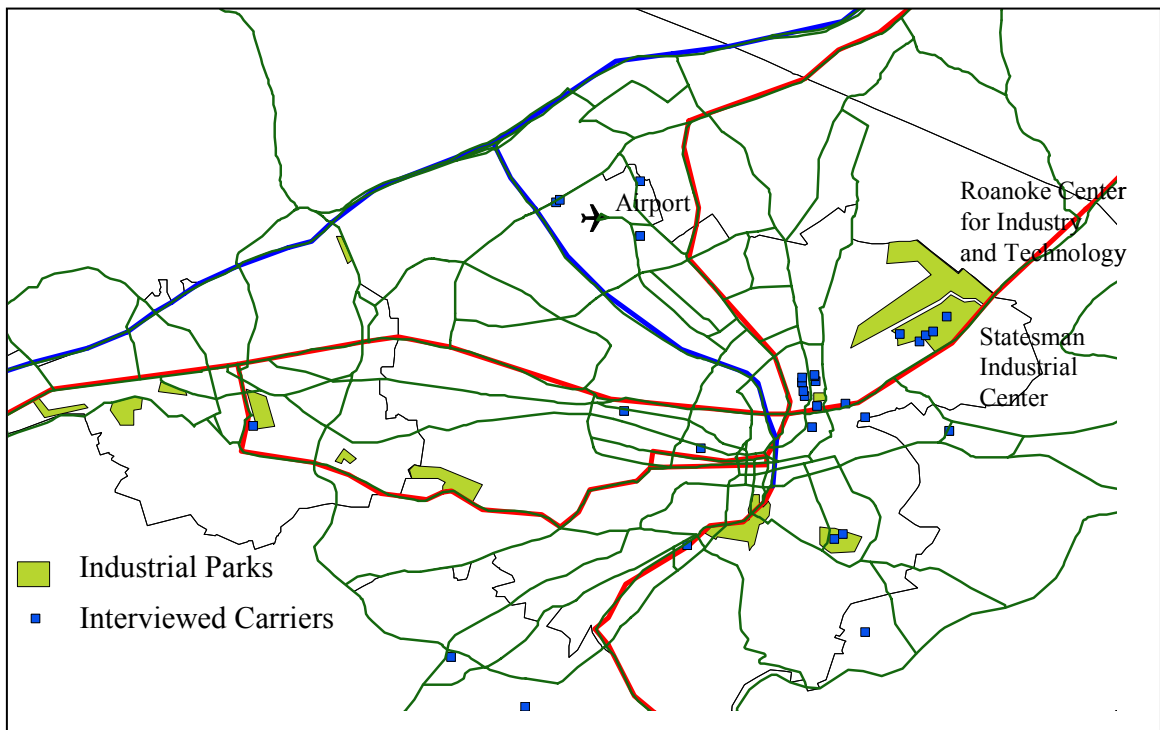 Airport
Roanoke Center
for Industry
and Technology
Statesman
Industrial
Center
Industrial Parks
Interviewed Carriers